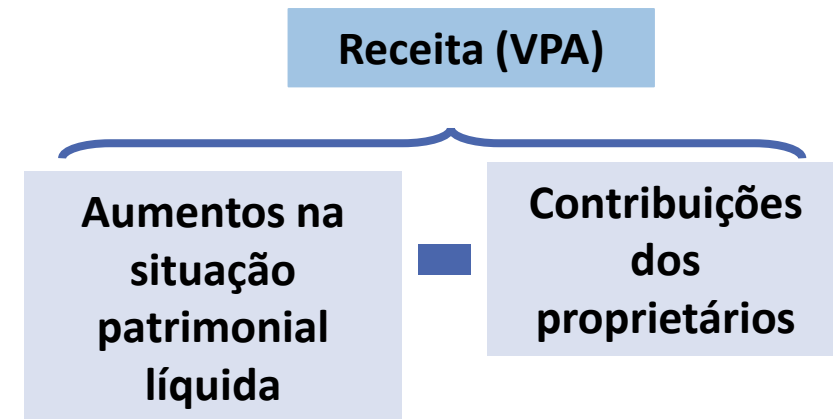 Receita (VPA)
Aumentos na
situação
patrimonial
líquida
Contribuições
dos
proprietários